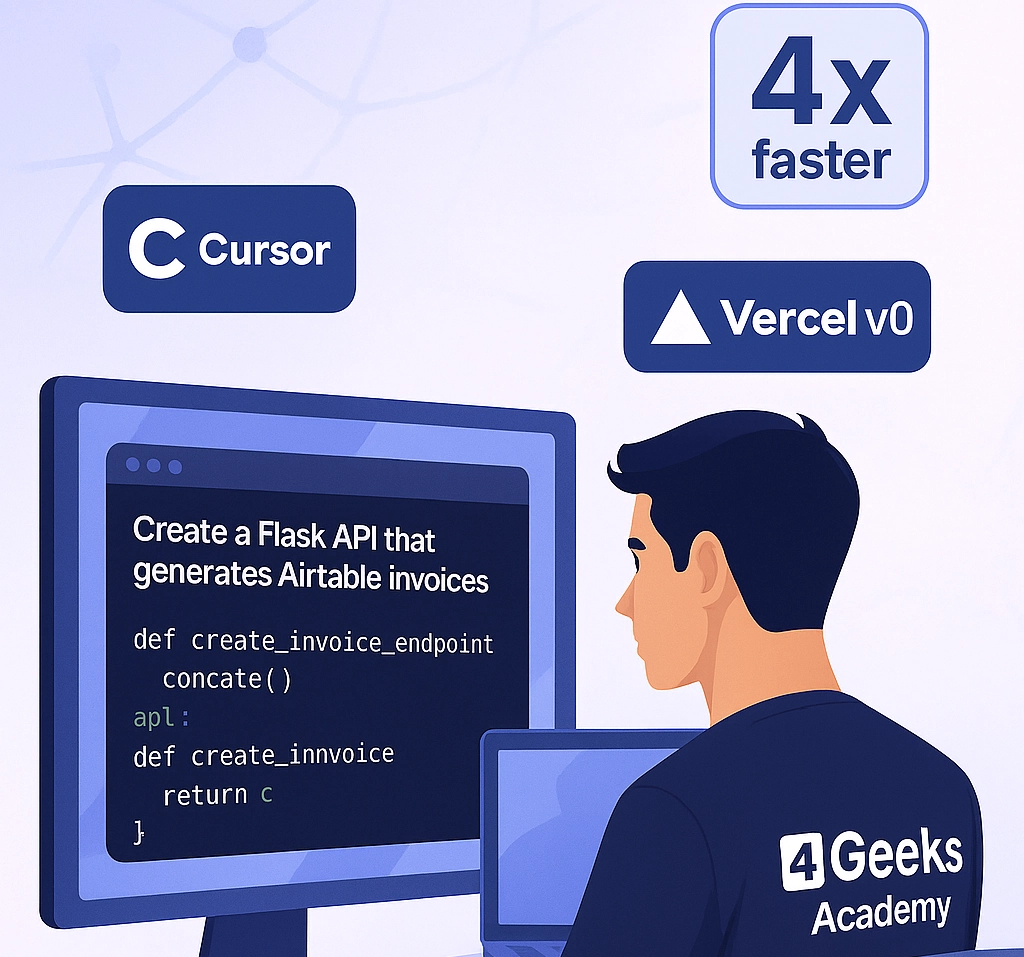 4x
faster
C Cursor
Vercel v0
Create a Flask API that
generates Airtable invoices
def create_invoice_endpoint
concate()
apl:
def create_innvoice
return c
}
4Geeks
Academy